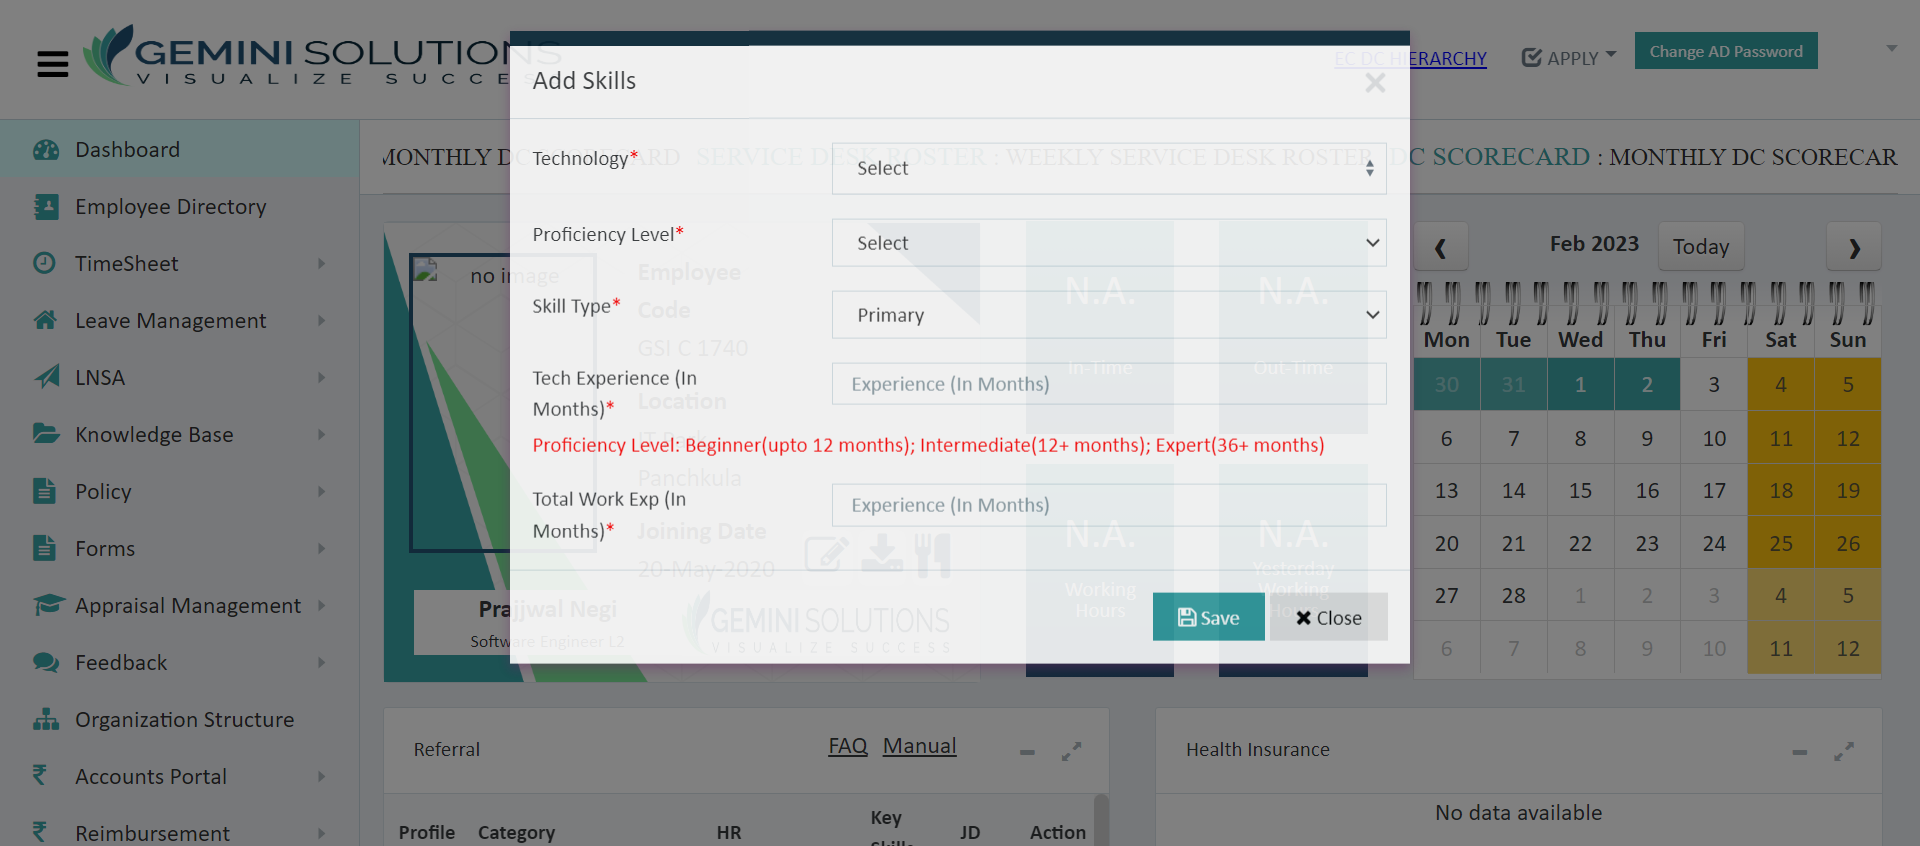 GEMINI SOLUTIONS
VISUALIZE SUCCESS
EC DC HIERARCHY
APPLY
Change AD Password
Dashboard
Employee Directory
TimeSheet
Leave Management
LNSA
Knowledge Base
Policy
Forms
Appraisal Management
Feedback
Organization Structure
Accounts Portal
Reimbursement
MONTHLY DC SCORECARD SERVICE DESK ROSTER : WEEKLY SERVICE DESK ROSTER DC SCORECARD : MONTHLY DC SCORECAR
Add Skills
Technology*
Select
Proficiency Level*
Select
Skill Type*
Primary
Tech Experience (In
Months)*
Experience (In Months)
Proficiency Level: Beginner(upto 12 months); Intermediate(12+ months); Expert(36+ months)
Total Work Exp (In
Months)*
Experience (In Months)
Save
Close
no image
Prajjwal Negi
Software Engineer L2
Employee
Code
GSI C 1740
Location
IT Park
Panchkula
Joining Date
20-May-2020
GEMINI SOLUTIONS
VISUALIZE SUCCESS
N.A.
In-Time
N.A.
Out-Time
N.A.
Working
Hours
N.A.
Yesterday
Working
Hours
Feb 2023
Today
Mon Tue Wed Thu Fri Sat Sun
30 31 1 2 3 4 5
6 7 8 9 10 11 12
13 14 15 16 17 18 19
20 21 22 23 24 25 26
27 28 1 2 3 4 5
6 7 8 9 10 11 12
Referral
FAQ Manual
Profile Category HR Key JD Action
Skills
Health Insurance
No data available